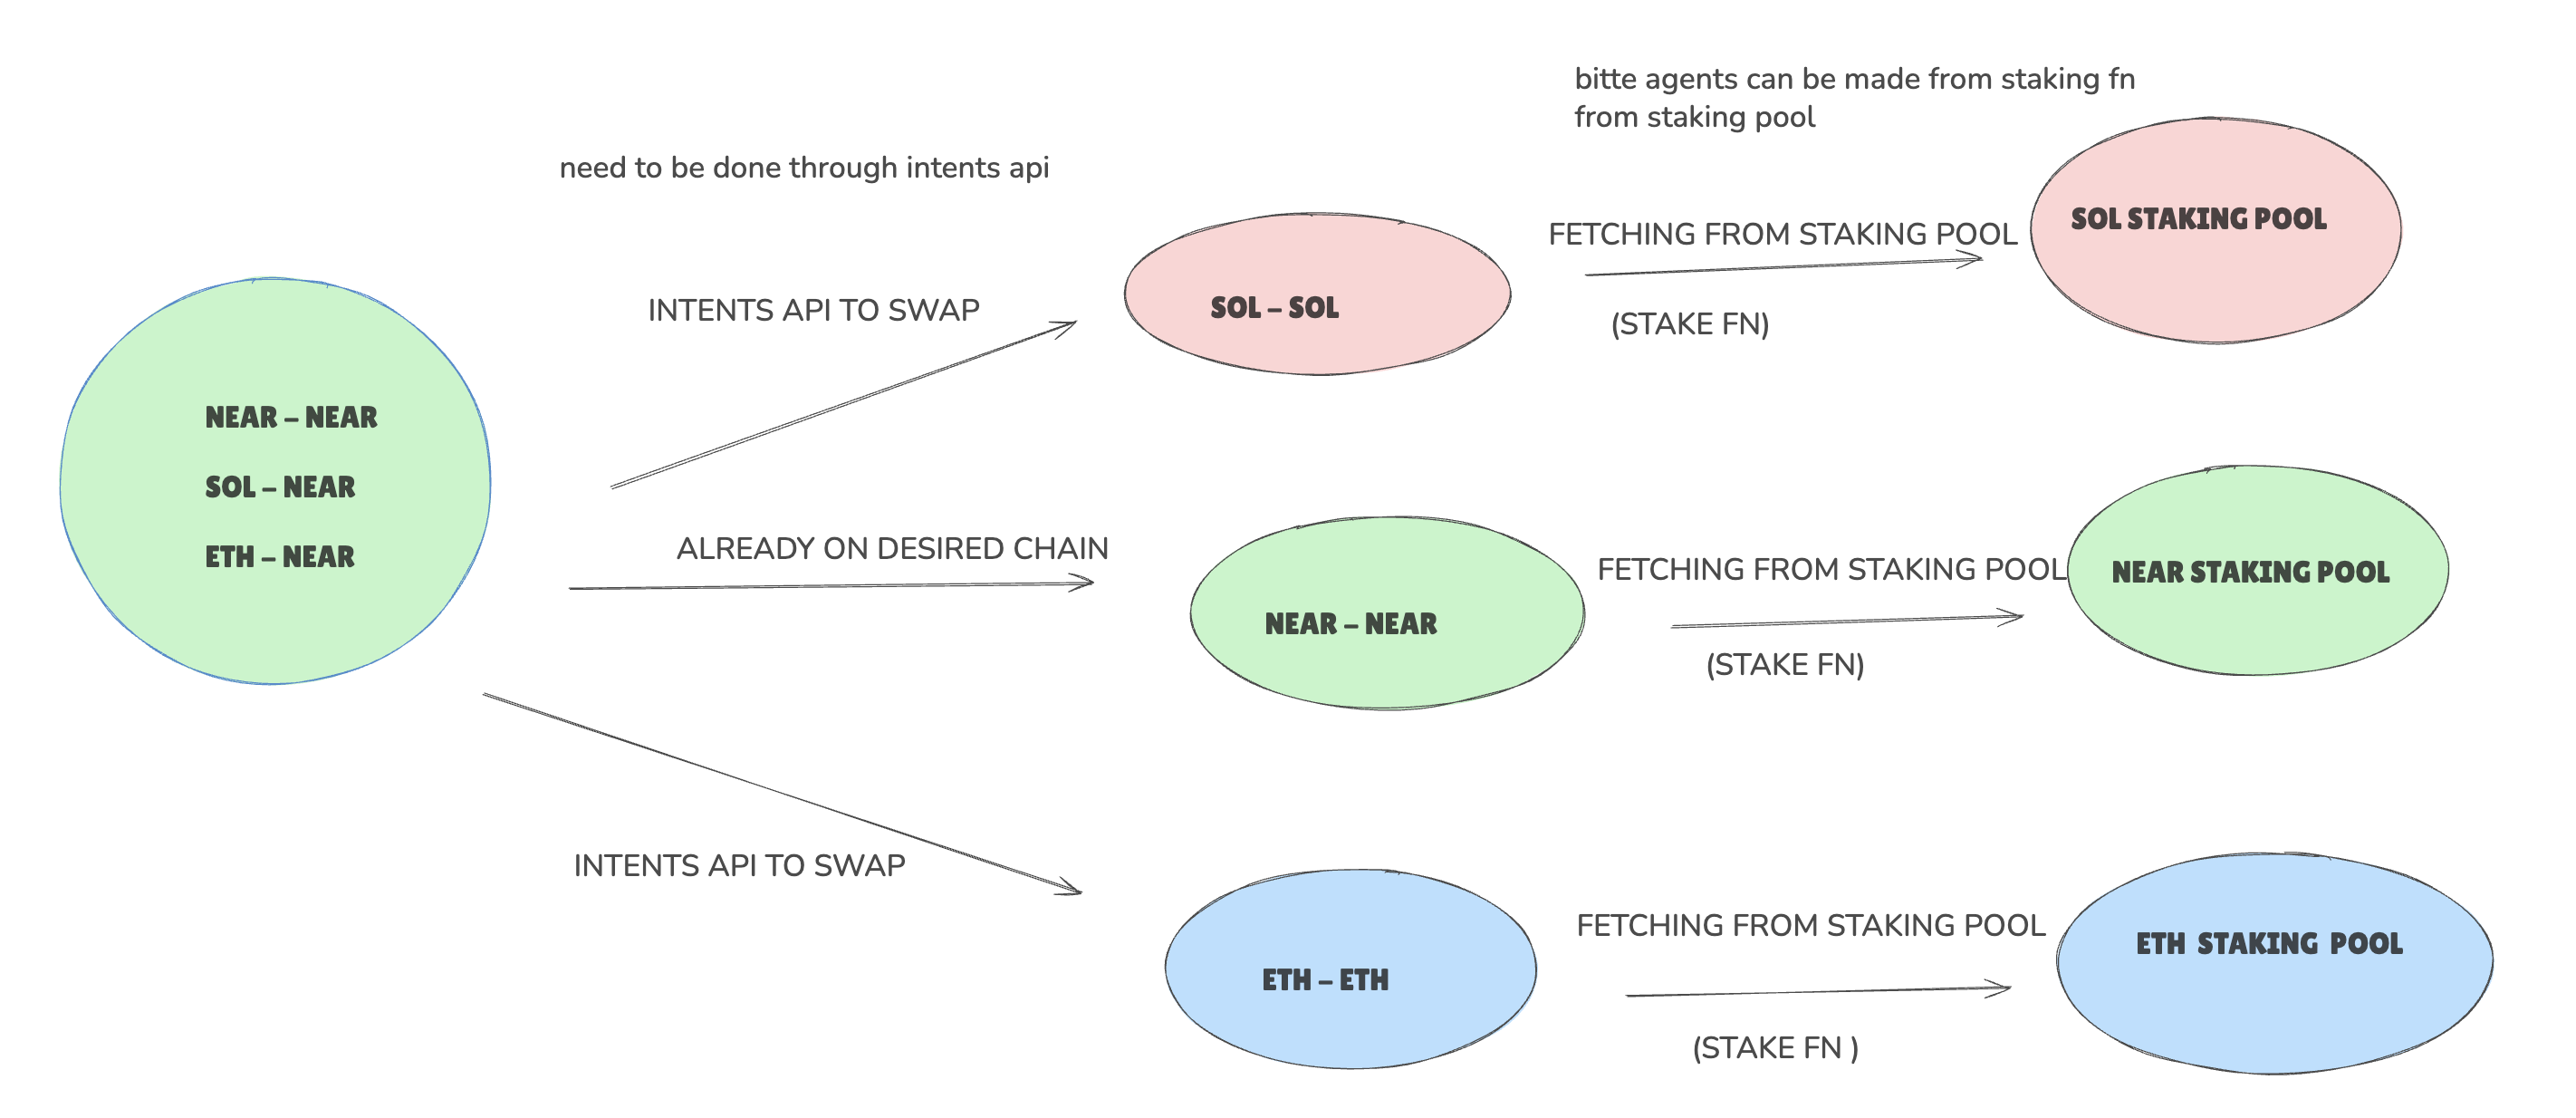 bitte agents can be made from staking fn
from staking pool
need to be done through intents api
NEAR – NEAR
SOL – NEAR
ETH – NEAR
INTENTS API TO SWAP
SOL – SOL
FETCHING FROM STAKING POOL
(STAKE FN)
SOL STAKING POOL
ALREADY ON DESIRED CHAIN
NEAR – NEAR
FETCHING FROM STAKING POOL
(STAKE FN)
NEAR STAKING POOL
INTENTS API TO SWAP
ETH – ETH
FETCHING FROM STAKING POOL
(STAKE FN )
ETH STAKING POOL